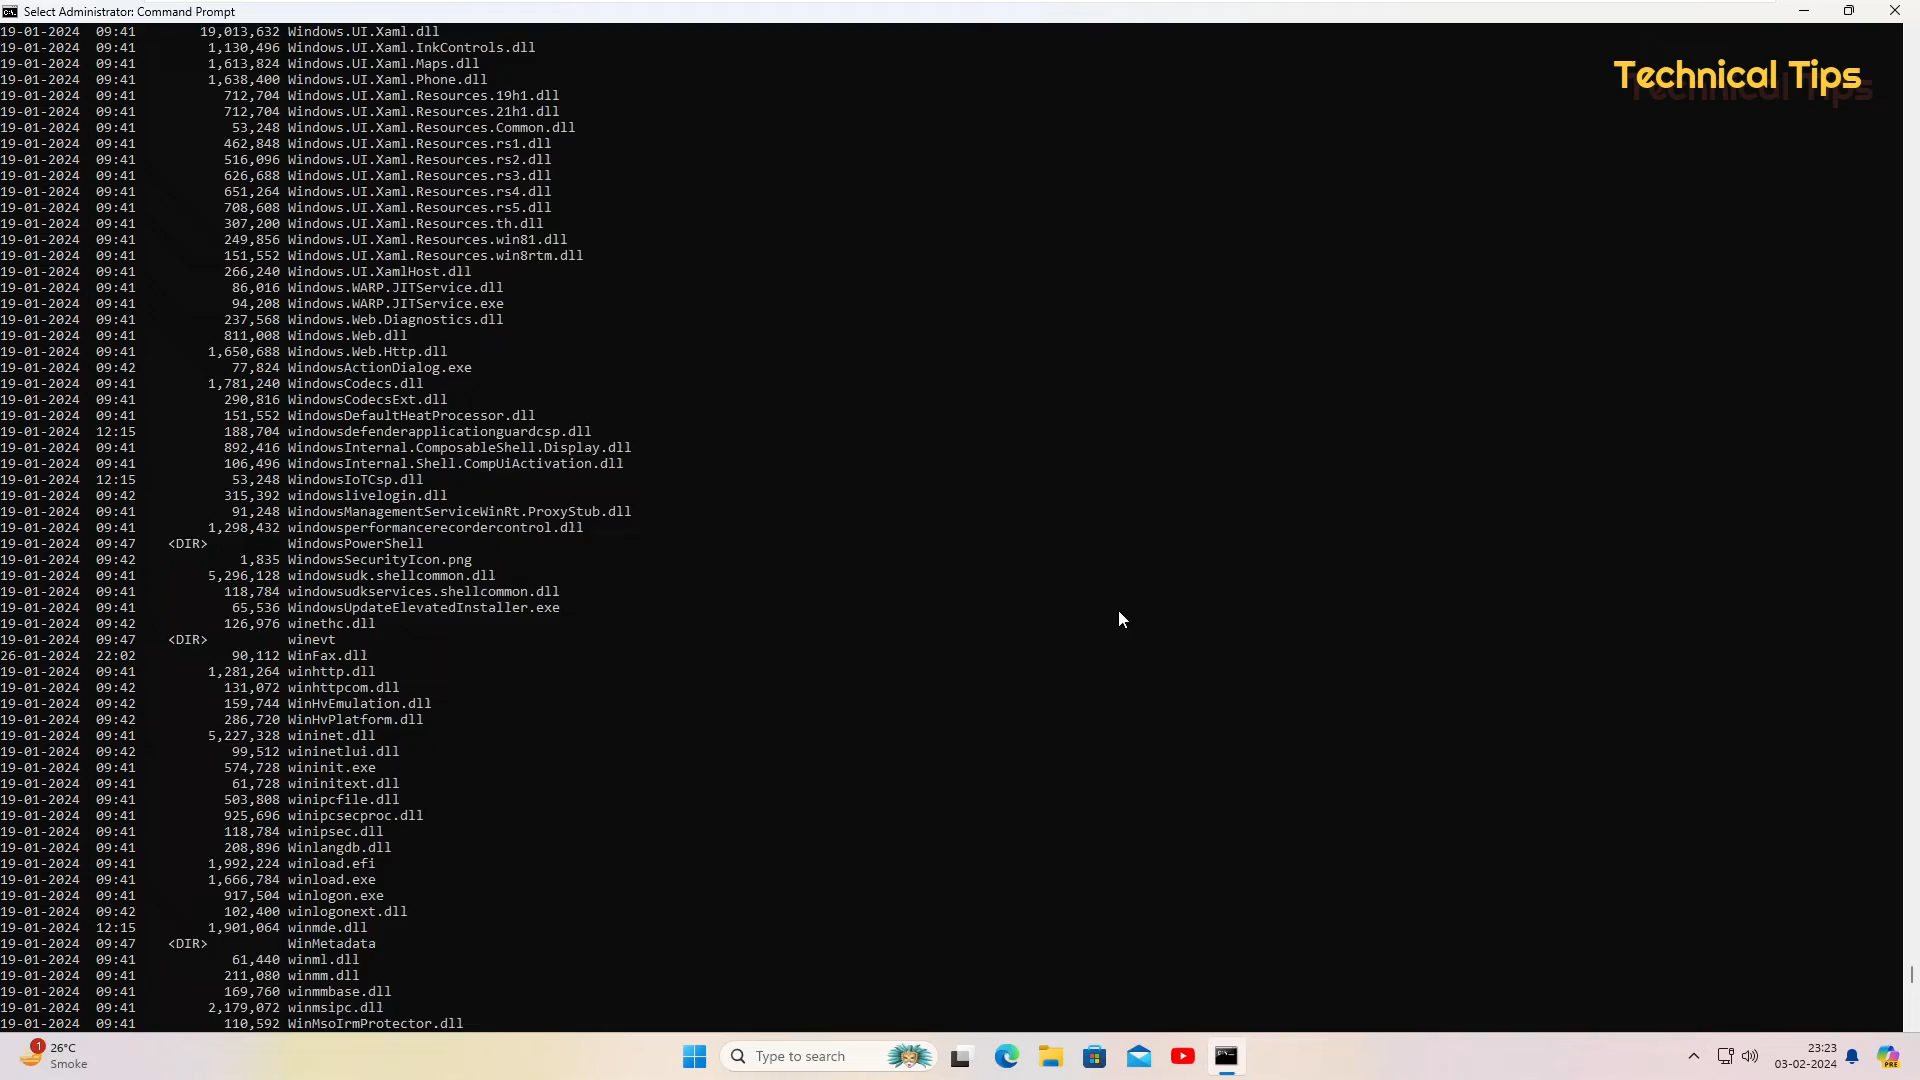 Select Administrator: Command Prompt
19-01-2024  09:41        19,013,632 Windows.UI.Xaml.dll
19-01-2024  09:41         1,130,496 Windows.UI.Xaml.InkControls.dll
19-01-2024  09:41         1,613,824 Windows.UI.Xaml.Maps.dll
19-01-2024  09:41         1,638,400 Windows.UI.Xaml.Phone.dll
19-01-2024  09:41           712,704 Windows.UI.Xaml.Resources.19h1.dll
19-01-2024  09:41           712,704 Windows.UI.Xaml.Resources.21h1.dll
19-01-2024  09:41            53,248 Windows.UI.Xaml.Resources.Common.dll
19-01-2024  09:41           462,848 Windows.UI.Xaml.Resources.rs1.dll
19-01-2024  09:41           516,096 Windows.UI.Xaml.Resources.rs2.dll
19-01-2024  09:41           626,688 Windows.UI.Xaml.Resources.rs3.dll
19-01-2024  09:41           651,264 Windows.UI.Xaml.Resources.rs4.dll
19-01-2024  09:41           708,608 Windows.UI.Xaml.Resources.rs5.dll
19-01-2024  09:41           307,200 Windows.UI.Xaml.Resources.th.dll
19-01-2024  09:41           249,856 Windows.UI.Xaml.Resources.win81.dll
19-01-2024  09:41           151,552 Windows.UI.Xaml.Resources.win8rtm.dll
19-01-2024  09:41           266,240 Windows.UI.XamlHost.dll
19-01-2024  09:41            86,016 Windows.WARP.JITService.dll
19-01-2024  09:41            94,208 Windows.WARP.JITService.exe
19-01-2024  09:41           237,568 Windows.Web.Diagnostics.dll
19-01-2024  09:41           811,008 Windows.Web.dll
19-01-2024  09:41         1,650,688 Windows.Web.Http.dll
19-01-2024  09:42            77,824 WindowsActionDialog.exe
19-01-2024  09:41         1,781,240 WindowsCodecs.dll
19-01-2024  09:41           290,816 WindowsCodecsExt.dll
19-01-2024  09:41           151,552 WindowsDefaultHeatProcessor.dll
19-01-2024  12:15           188,704 windowsdefenderapplicationguardcsp.dll
19-01-2024  09:41           892,416 WindowsInternal.ComposableShell.Display.dll
19-01-2024  09:41           106,496 WindowsInternal.Shell.CompUiActivation.dll
19-01-2024  12:15            53,248 WindowsIoTCsp.dll
19-01-2024  09:42           315,392 windowslivelogin.dll
19-01-2024  09:41            91,248 WindowsManagementServiceWinRt.ProxyStub.dll
19-01-2024  09:41         1,298,432 windowsperformancerecordercontrol.dll
19-01-2024  09:47    <DIR>          WindowsPowerShell
19-01-2024  09:42             1,835 WindowsSecurityIcon.png
19-01-2024  09:41         5,296,128 windowsudk.shellcommon.dll
19-01-2024  09:41           118,784 windowsudkservices.shellcommon.dll
19-01-2024  09:41            65,536 WindowsUpdateElevatedInstaller.exe
19-01-2024  09:42           126,976 winethc.dll
19-01-2024  09:47    <DIR>          winevt
26-01-2024  22:02            90,112 WinFax.dll
19-01-2024  09:41         1,281,264 winhttp.dll
19-01-2024  09:42           131,072 winhttpcom.dll
19-01-2024  09:42           159,744 WinHvEmulation.dll
19-01-2024  09:42           286,720 WinHvPlatform.dll
19-01-2024  09:41         5,227,328 wininet.dll
19-01-2024  09:42            99,512 wininetlui.dll
19-01-2024  09:41           574,728 wininit.exe
19-01-2024  09:41            61,728 wininitext.dll
19-01-2024  09:41           503,808 winipcfile.dll
19-01-2024  09:41           925,696 winipcsecproc.dll
19-01-2024  09:41           118,784 winipsec.dll
19-01-2024  09:41           208,896 Winlangdb.dll
19-01-2024  09:41         1,992,224 winload.efi
19-01-2024  09:41         1,666,784 winload.exe
19-01-2024  09:41           917,504 winlogon.exe
19-01-2024  09:42           102,400 winlogonext.dll
19-01-2024  12:15         1,901,064 winmde.dll
19-01-2024  09:47    <DIR>          WinMetadata
19-01-2024  09:41            61,440 winml.dll
19-01-2024  09:41           211,080 winmm.dll
19-01-2024  09:41           169,760 winmmbase.dll
19-01-2024  09:41         2,179,072 winmsipc.dll
19-01-2024  09:41           110,592 WinMsoIrmProtector.dll
Technical Tips
1
26°C
Smoke
Type to search
PRE
23:23
03-02-2024